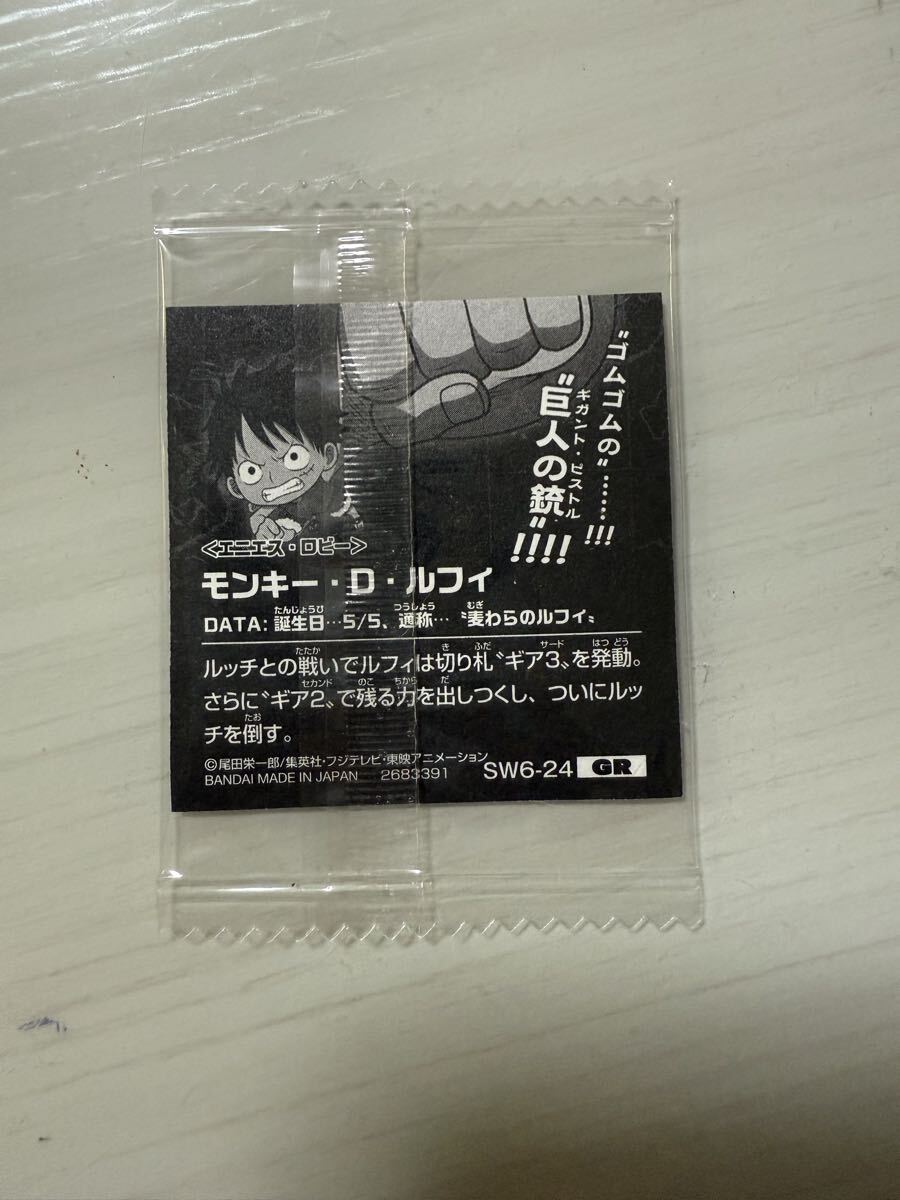 〝ゴムゴムの〟……!!!
〝巨人の銃〟!!!!
ギガント・ピストル
＜エニエス・ロビー＞
モンキー・D・ルフィ
たんじょうび つうしょう むぎ
DATA: 誕生日…5/5、通称…〝麦わらのルフィ〟
たたか き ふだ サード はつ どう
ルッチとの戦いでルフィは切り札〝ギア3〟を発動。
セカンド のこ ちから だ
さらに〝ギア2〟で残る力を出しつくし、ついにルッ
たお
チを倒す。
©尾田栄一郎/集英社・フジテレビ・東映アニメーション
BANDAI MADE IN JAPAN 2683391 SW6-24 GR